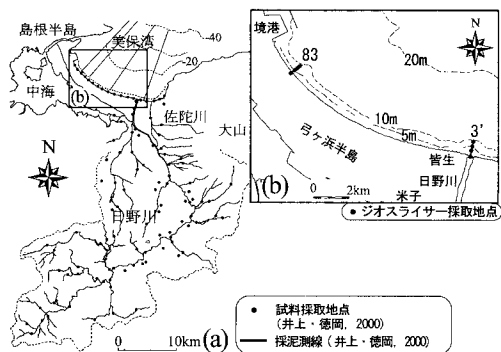 島根半島
美保湾
-40
-20
中海
(b)
佐陀川
大山
N
日野川
0 10km
(a)
境港
83
N
20m
10m
5m
3'
弓ヶ浜半島
皆生
日野川
(b)
0 2km
米子
●ジオスライサー採取地点
• 試料採取地点
(井上・徳岡, 2000)
― 採泥測線(井上・徳岡, 2000)